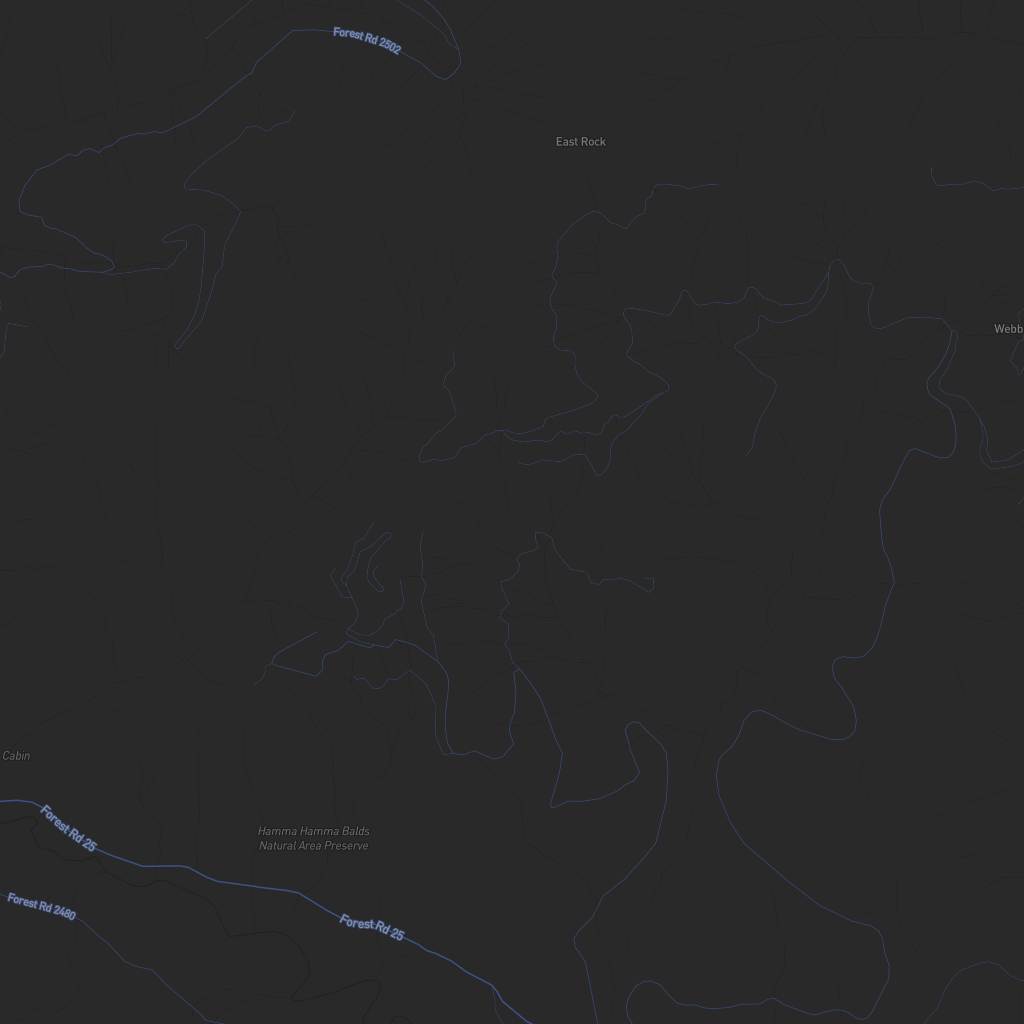 Forest Rd 2502
East Rock
Webb
Cabin
Forest Rd 25
Hamma Hamma Balds
Natural Area Preserve
Forest Rd 2480
Forest Rd 25